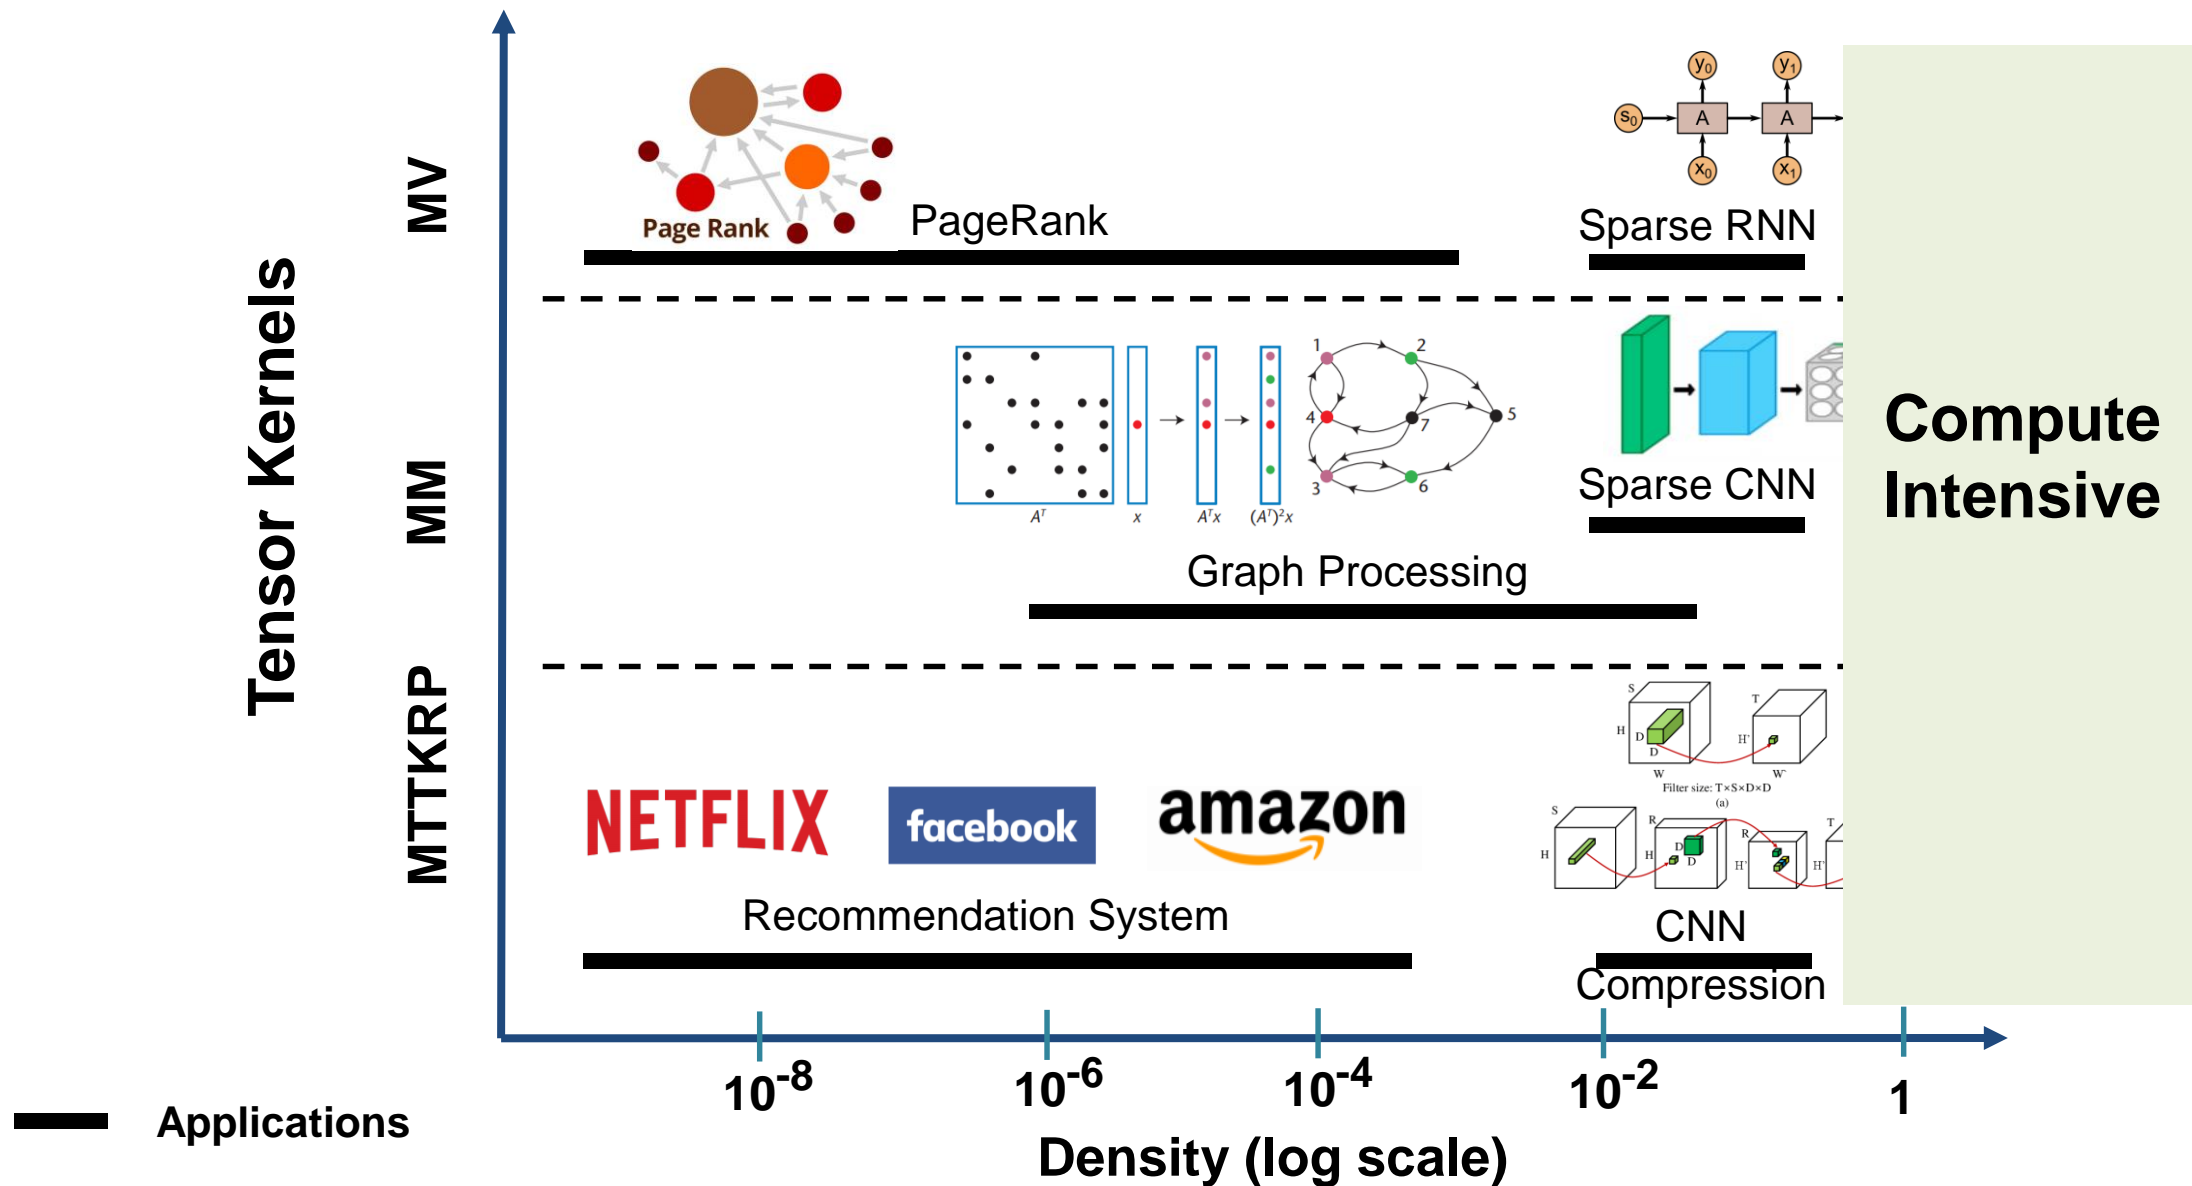 Tensor Kernels
MV
MM
MTTKRP
Page Rank
PageRank
y0
y1
s0
A
A
x0
x1
Sparse RNN
1
2
4
7
5
3
6
A^T
x
A^T x
(A^T)^2 x
Sparse CNN
Graph Processing
Compute
Intensive
NETFLIX
facebook
amazon
Recommendation System
S
T
H
D
D
H'
W
W'
Filter size: T×S×D×D
(a)
S
R
R
T
H
H
D
D
H'
H'
CNN
Compression
10^-8
10^-6
10^-4
10^-2
1
Density (log scale)
Applications